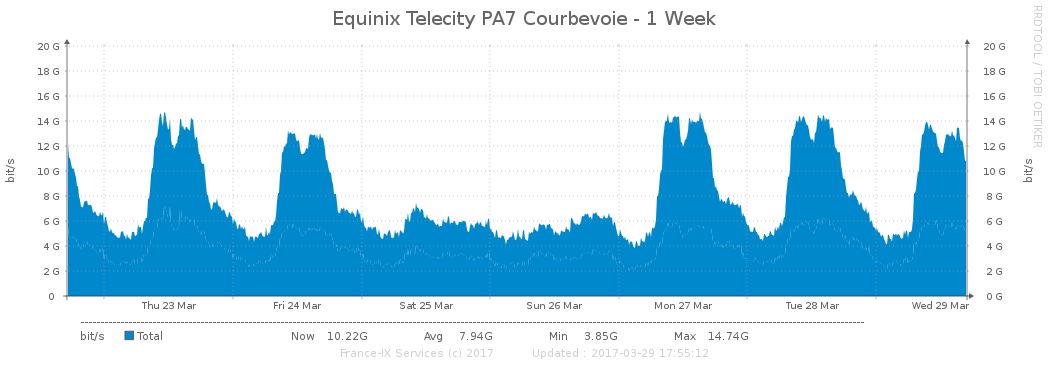 Equinix Telecity PA7 Courbevoie - 1 Week
RRDTOOL / TOBI OETIKER
20 G 20 G
18 G 18 G
16 G 16 G
14 G 14 G
12 G 12 G
10 G 10 G
8 G 8 G
6 G 6 G
4 G 4 G
2 G 2 G
0 0 G
bit/s bit/s
Thu 23 Mar Fri 24 Mar Sat 25 Mar Sun 26 Mar Mon 27 Mar Tue 28 Mar Wed 29 Mar
bit/s Total Now 10.22G Avg 7.94G Min 3.85G Max 14.74G
France-IX Services (c) 2017 Updated : 2017-03-29 17:55:12